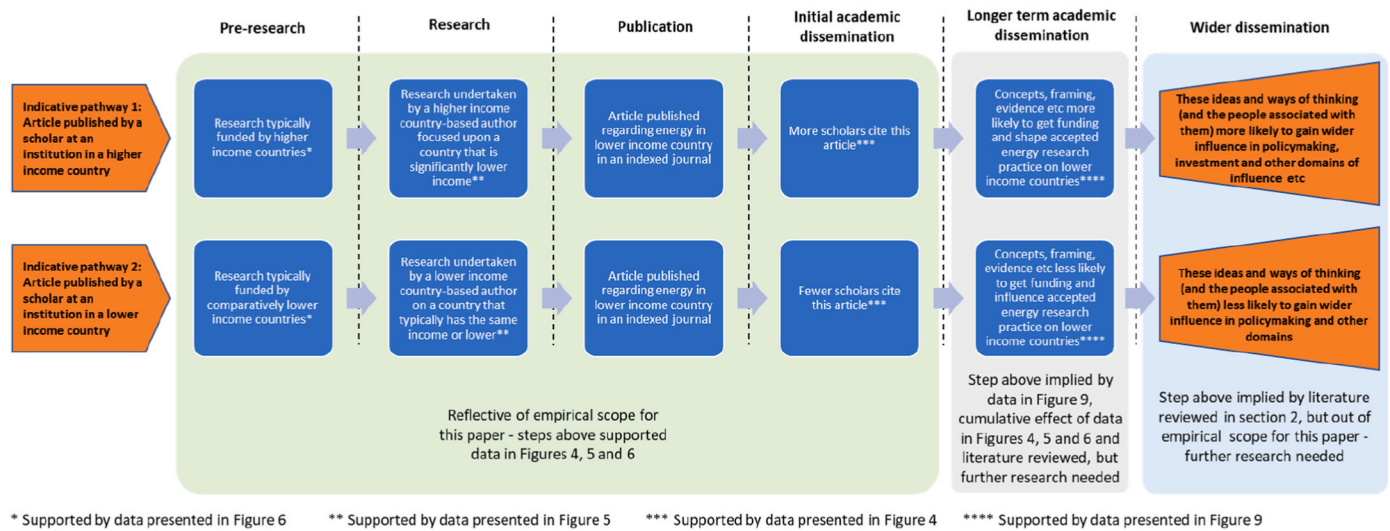 Pre-research
Research
Publication
Initial academic
dissemination
Longer term academic
dissemination
Wider dissemination
Indicative pathway 1:
Article published by a
scholar at an
institution in a higher
income country
Research typically
funded by higher
income countries*
Research undertaken
by a higher income
country-based author
focused upon a
country that is
significantly lower
income**
Article published
regarding energy in
lower income country
in an indexed journal
More scholars cite this
article***
Concepts, framing,
evidence etc more
likely to get funding
and shape accepted
energy research
practice on lower
income countries****
These ideas and ways of thinking
(and the people associated with
them) more likely to gain wider
influence in policymaking,
investment and other domains of
influence etc
Indicative pathway 2:
Article published by a
scholar at an
institution in a lower
income country
Research typically
funded by
comparatively lower
income countries*
Research undertaken
by a lower income
country-based author
on a country that
typically has the same
income or lower**
Article published
regarding energy in
lower income country
in an indexed journal
Fewer scholars cite
this article***
Concepts, framing,
evidence etc less likely
to get funding and
influence accepted
energy research
practice on lower
income countries****
These ideas and ways of thinking
(and the people associated with
them) less likely to gain wider
influence in policymaking and other
domains
Reflective of empirical scope for
this paper - steps above supported
data in Figures 4, 5 and 6
Step above implied by
data in Figure 9,
cumulative effect of data
in Figures 4, 5 and 6 and
literature reviewed, but
further research needed
Step above implied by literature
reviewed in section 2, but out of
empirical scope for this paper -
further research needed
* Supported by data presented in Figure 6
** Supported by data presented in Figure 5
*** Supported by data presented in Figure 4
**** Supported by data presented in Figure 9